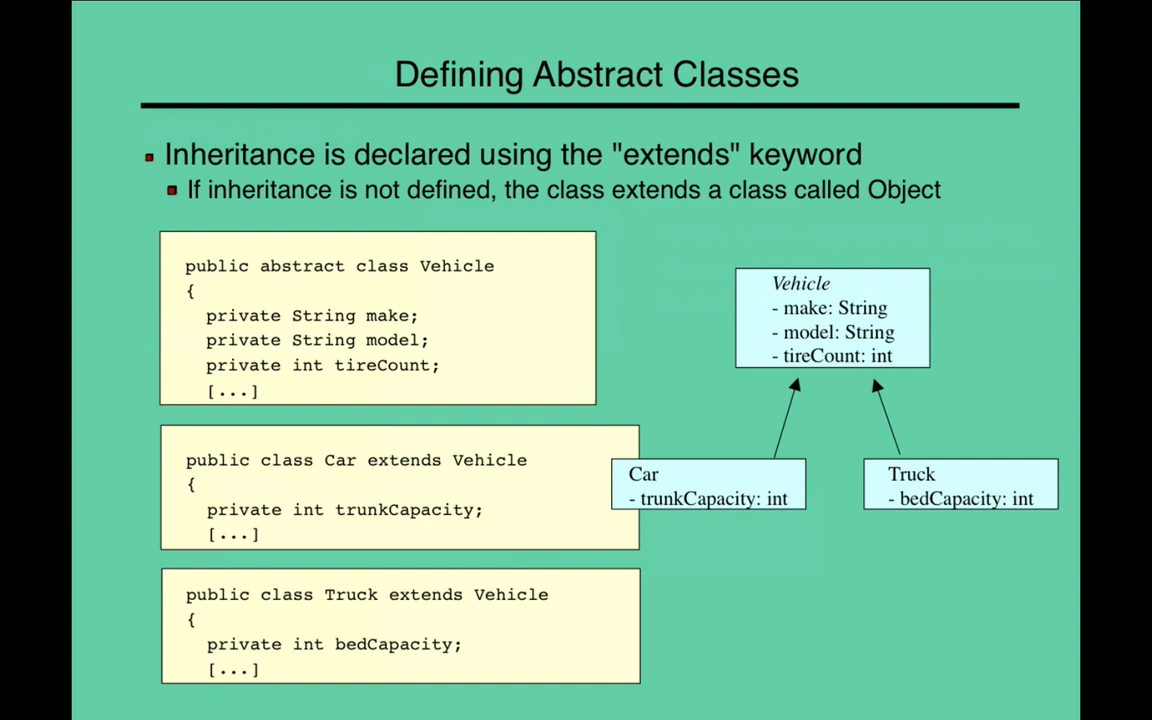 Defining Abstract Classes
Inheritance is declared using the "extends" keyword
If inheritance is not defined, the class extends a class called Object
public abstract class Vehicle
{
private String make;
private String model;
private int tireCount;
[...]
Vehicle
- make: String
- model: String
- tireCount: int
public class Car extends Vehicle
{
private int trunkCapacity;
[...]
Car
- trunkCapacity: int
Truck
- bedCapacity: int
public class Truck extends Vehicle
{
private int bedCapacity;
[...]